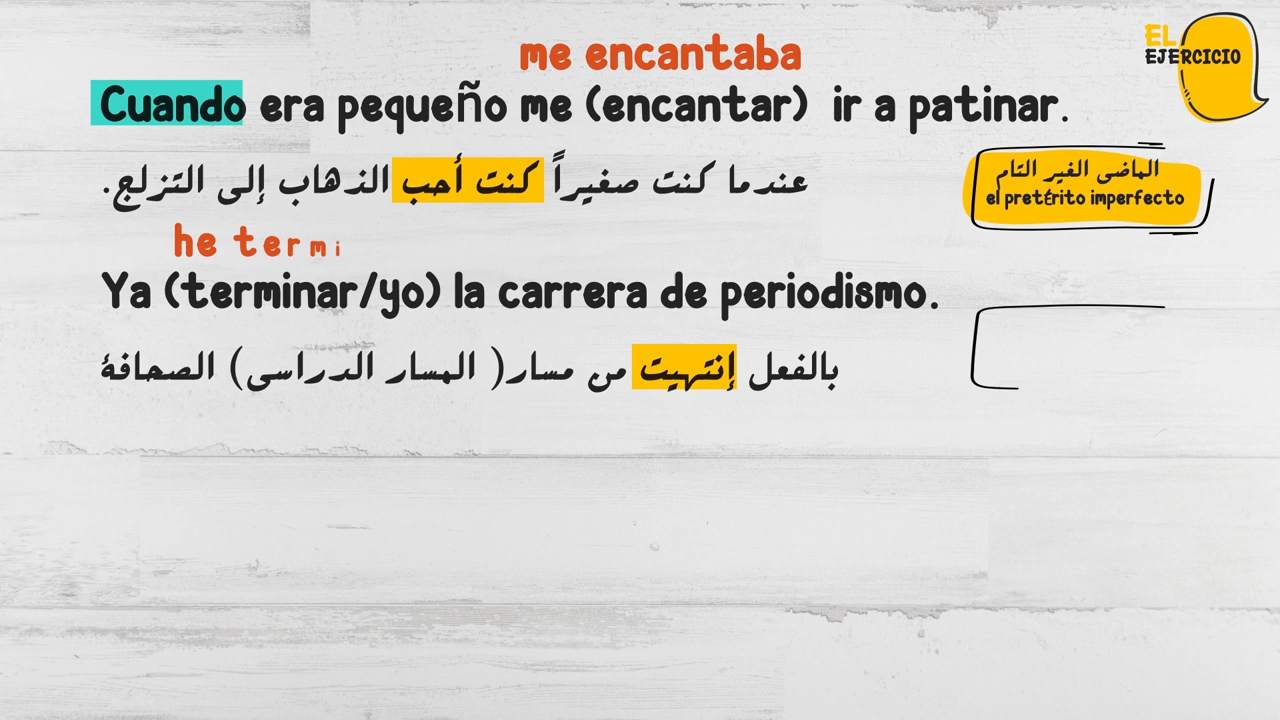 EL
EJERCICIO
me encantaba
Cuando era pequeño me (encantar) ir a patinar.
عندما كنت صغيراً كنت أحب الذهاب إلى التزلج.
الماضى الغير التام
el pretérito imperfecto
he termi
Ya (terminar/yo) la carrera de periodismo.
بالفعل إنتهيت من مسار( المسار الدراسى) الصحافة